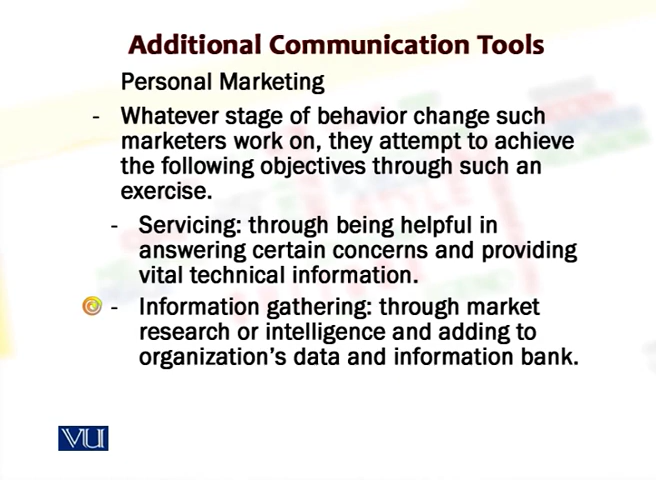 Additional Communication Tools
Personal Marketing
- Whatever stage of behavior change such
marketers work on, they attempt to achieve
the following objectives through such an
exercise.
- Servicing: through being helpful in
answering certain concerns and providing
vital technical information.
- Information gathering: through market
research or intelligence and adding to
organization's data and information bank.
VU